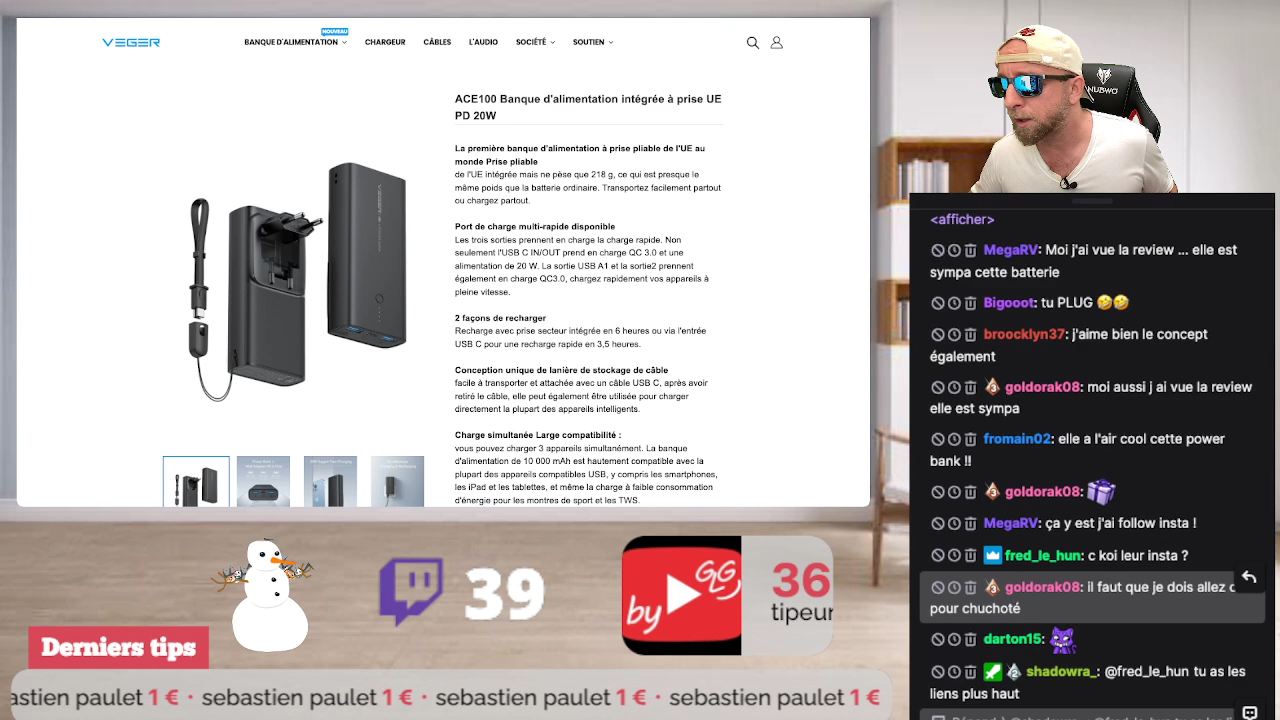 VEGER
NOUVEAU
BANQUE D'ALIMENTATION CHARGEUR CÂBLES L'AUDIO SOCIÉTÉ SOUTIEN
ACE100 Banque d'alimentation intégrée à prise UE
PD 20W
La première banque d'alimentation à prise pliable de l'UE au
monde Prise pliable
de l'UE intégrée mais ne pèse que 218 g, ce qui est presque le
même poids que la batterie ordinaire. Transportez facilement partout
ou chargez partout.
Port de charge multi-rapide disponible
Les trois sorties prennent en charge la charge rapide. Non
seulement l'USB C IN/OUT prend en charge QC 3.0 et une
alimentation de 20 W. La sortie USB A1 et la sortie2 prennent
également en charge QC3.0, chargez rapidement vos appareils à
pleine vitesse.
2 façons de recharger
Recharge avec prise secteur intégrée en 6 heures ou via l'entrée
USB C pour une recharge rapide en 3,5 heures.
Conception unique de lanière de stockage de câble
facile à transporter et attachée avec un câble USB C, après avoir
retiré le câble, elle peut également être utilisée pour charger
directement la plupart des appareils intelligents.
Charge simultanée Large compatibilité :
vous pouvez charger 3 appareils simultanément. La banque
d'alimentation de 10 000 mAh est hautement compatible avec la
plupart des appareils compatibles USB, y compris les smartphones,
les iPad et les tablettes, et même la charge à faible consommation
d'énergie pour les montres de sport et les TWS.
NUBWO
<afficher>
MegaRV: Moi j'ai vue la review ... elle est
sympa cette batterie
Bigooot: tu PLUG 🤣🤣
broocklyn37: j'aime bien le concept
également
goldorak08: moi aussi j ai vu la review
elle est sympa
fromain02: elle a l'air cool cette power
bank !!
goldorak08:
MegaRV: ça y est j'ai follow insta !
fred_le_hun: c koi leur insta ?
goldorak08: il faut que je dois allez
pour chuchoté
darton15:
shadowra_: @fred_le_hun tu as les
liens plus haut
39
by GLG
36
tipeur
Derniers tips
astien paulet 1 € · sebastien paulet 1 € · sebastien paulet 1 € · sebastien paulet 1 €